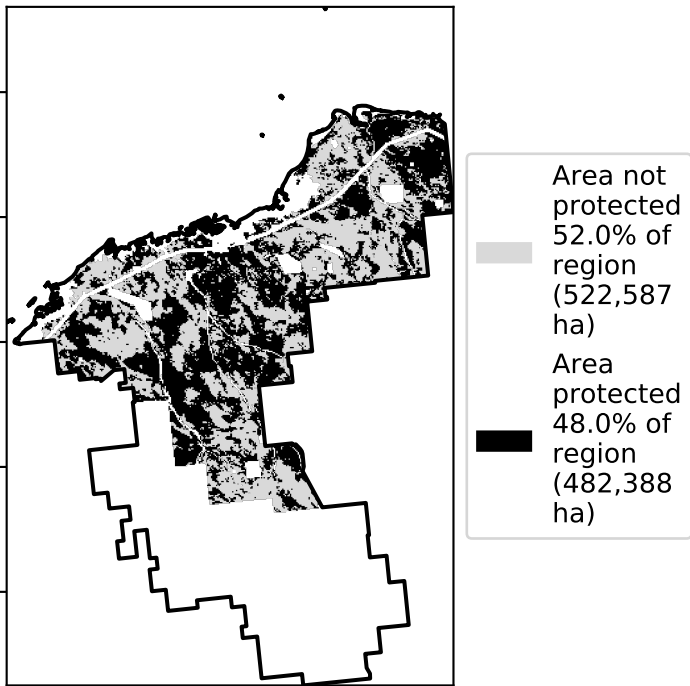 Area not
protected
52.0% of
region
(522,587
ha)
Area
protected
48.0% of
region
(482,388
ha)